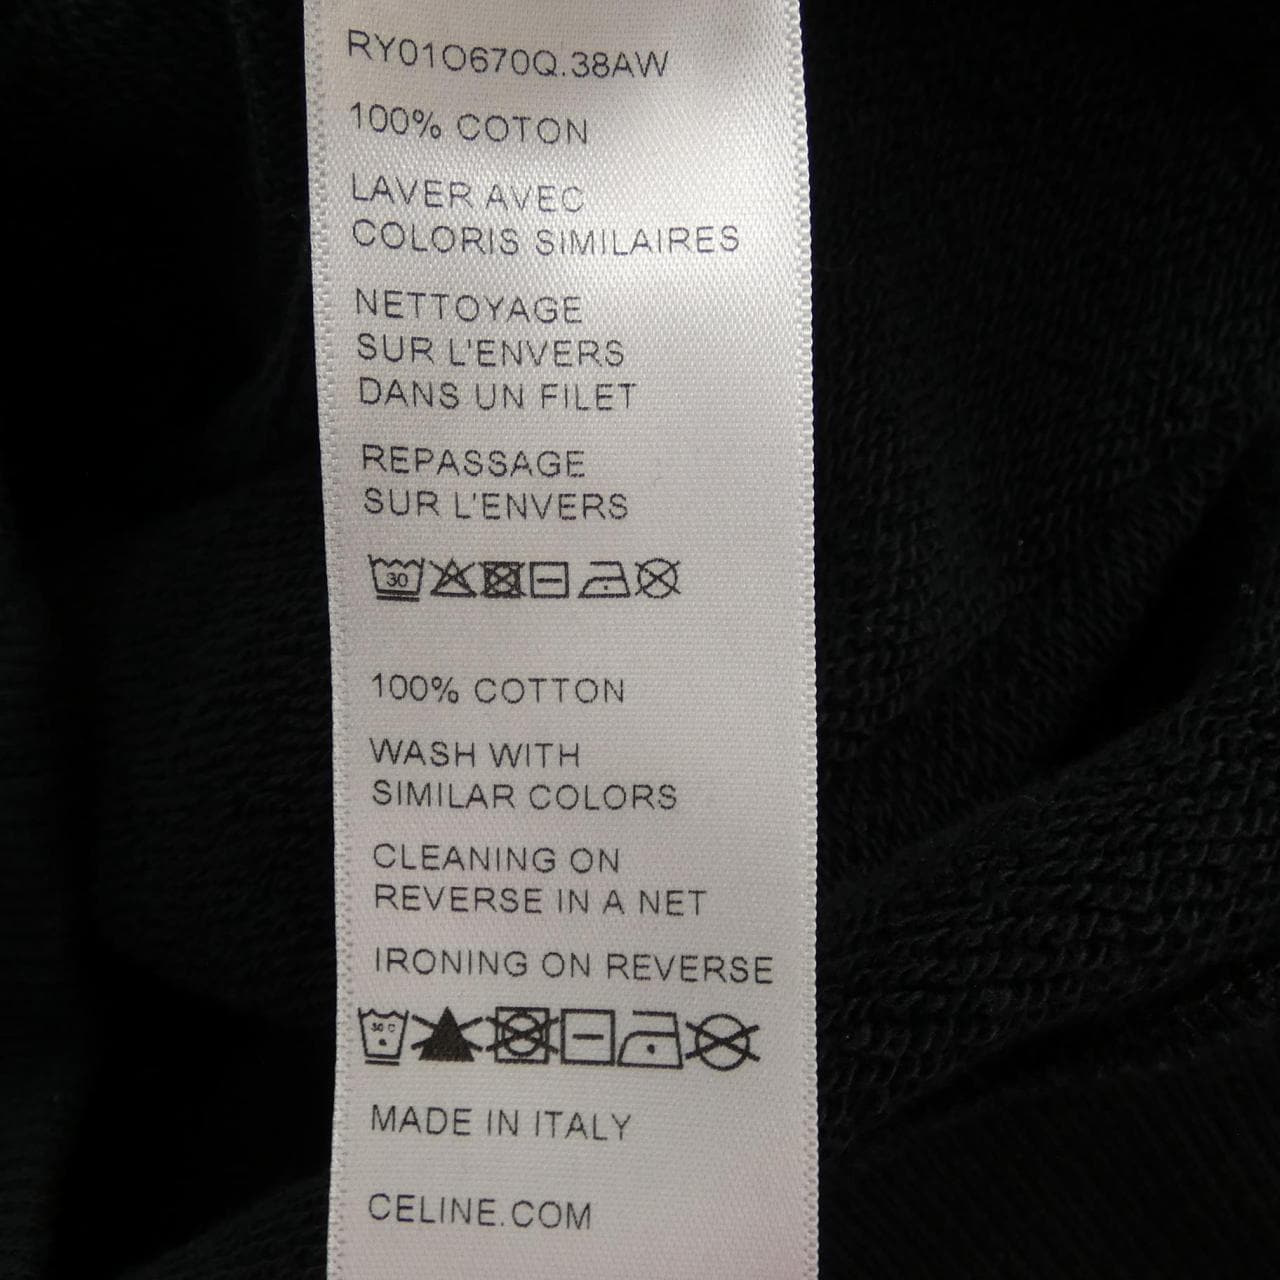 RY01O670Q.38AW
100% COTON
LAVER AVEC
COLORIS SIMILAIRES
NETTOYAGE
SUR L'ENVERS
DANS UN FILET
REPASSAGE
SUR L'ENVERS
30
100% COTTON
WASH WITH
SIMILAR COLORS
CLEANING ON
REVERSE IN A NET
IRONING ON REVERSE
30 C
MADE IN ITALY
CELINE.COM